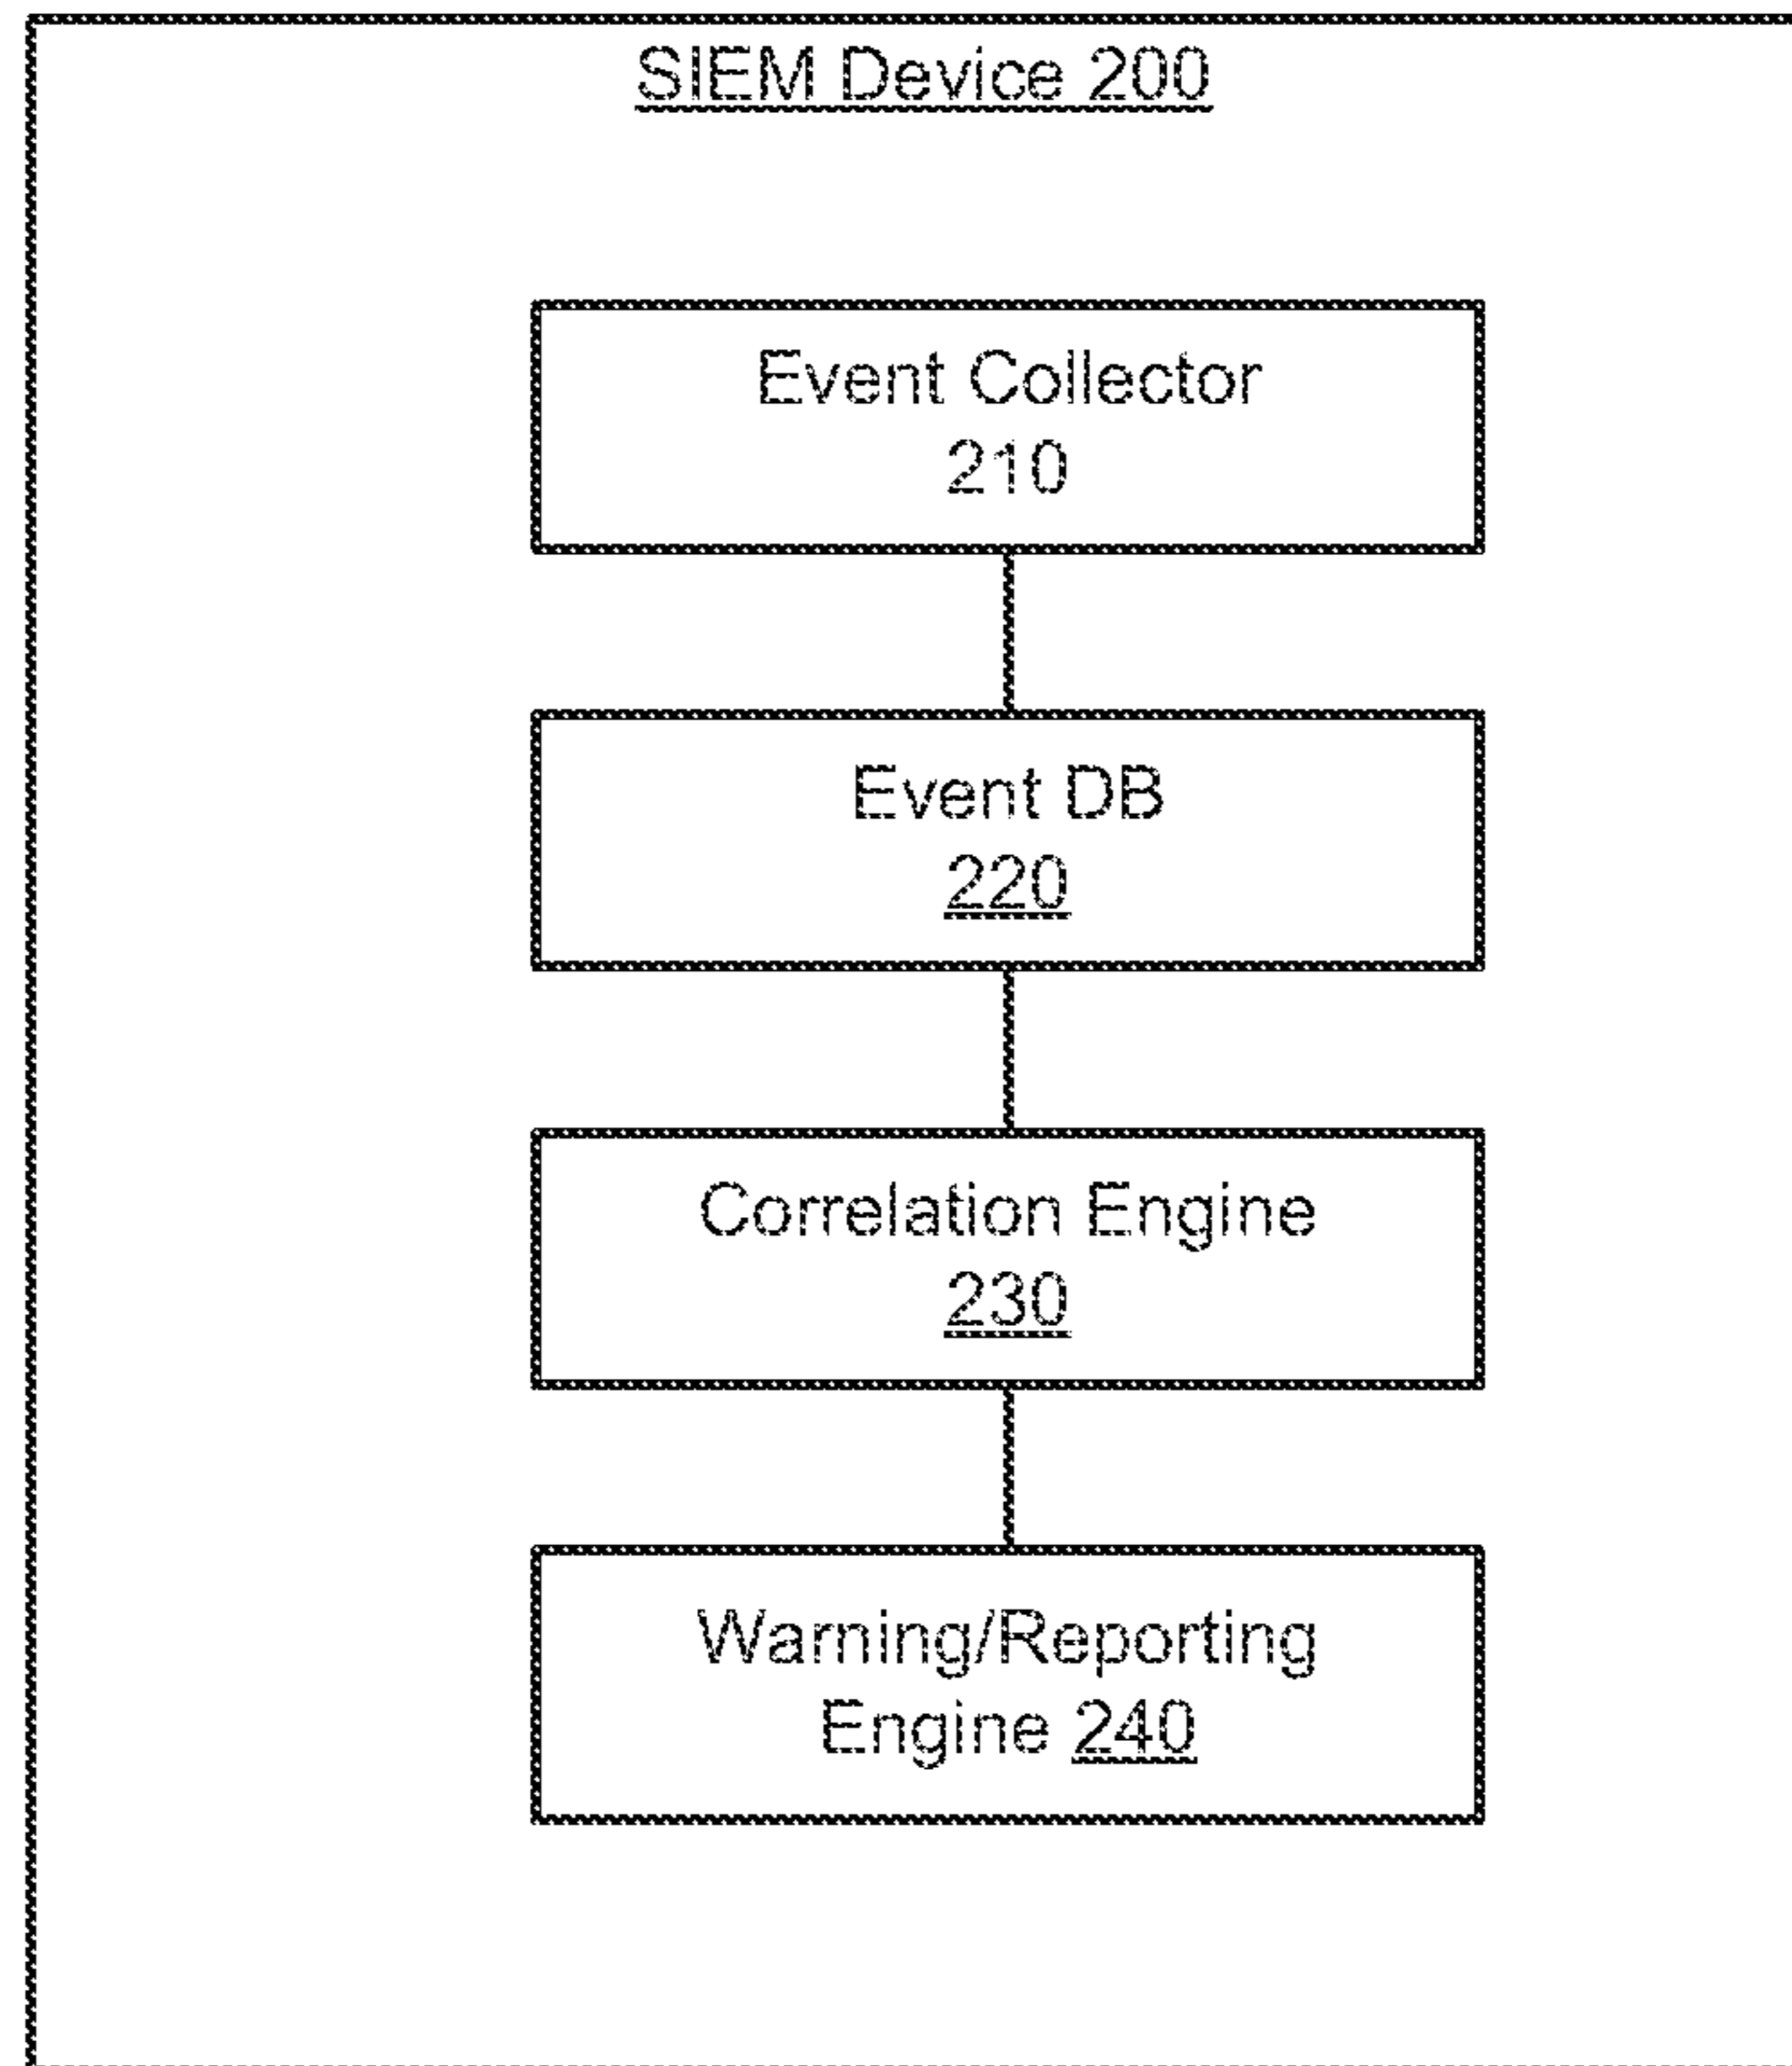 SIEM Device 200
Event Collector
210
Event DB
220
Correlation Engine
230
Warning/Reporting
Engine 240